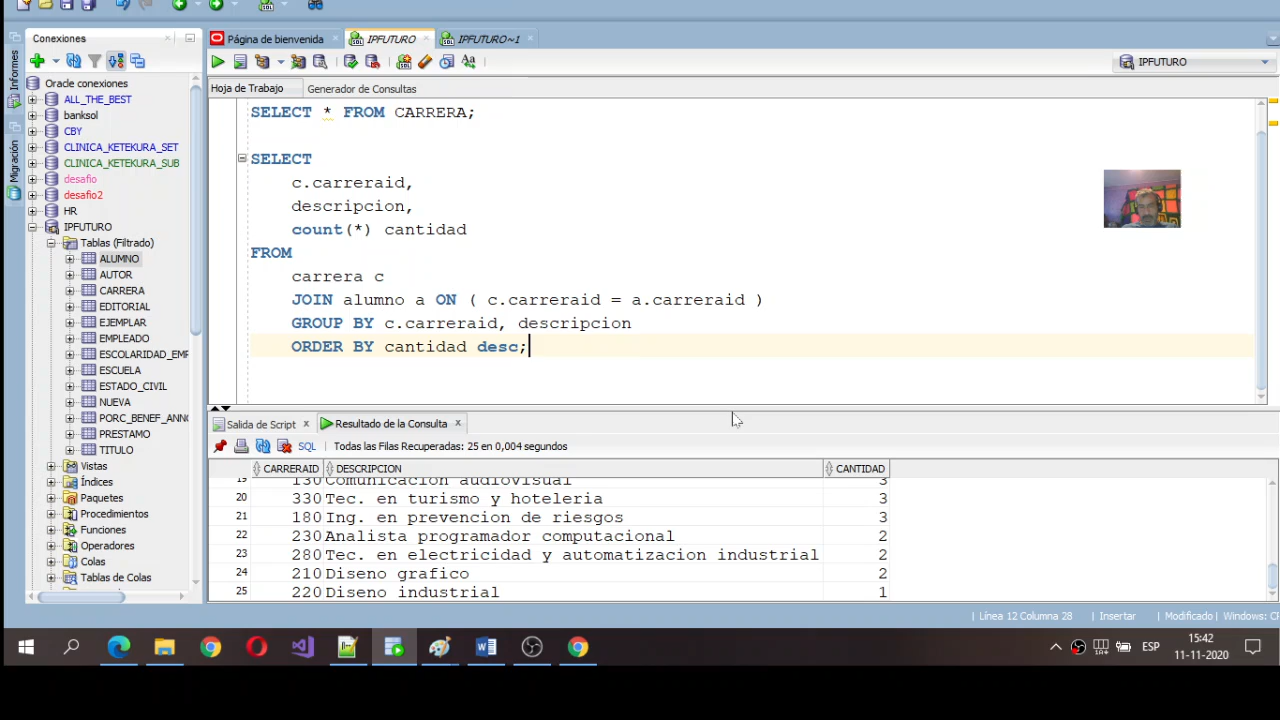 Conexiones
Página de bienvenida
IPFUTURO
IPFUTURO~1
Informes
Migración
Oracle conexiones
ALL_THE_BEST
banksol
CBY
CLINICA_KETEKURA_SET
CLINICA_KETEKURA_SUB
desafio
desafio2
HR
IPFUTURO
Tablas (Filtrado)
ALUMNO
AUTOR
CARRERA
EDITORIAL
EJEMPLAR
EMPLEADO
ESCOLARIDAD_EMP
ESCUELA
ESTADO_CIVIL
NUEVA
PORC_BENEF_ANNO
PRESTAMO
TITULO
Vistas
Índices
Paquetes
Procedimientos
Funciones
Operadores
Colas
Tablas de Colas
IPFUTURO
Hoja de Trabajo
Generador de Consultas
SELECT * FROM CARRERA;
SELECT
c.carreraid,
descripcion,
count(*) cantidad
FROM
carrera c
JOIN alumno a ON ( c.carreraid = a.carreraid )
GROUP BY c.carreraid, descripcion
ORDER BY cantidad desc;
Salida de Script
Resultado de la Consulta
SQL
Todas las Filas Recuperadas: 25 en 0,004 segundos
CARRERAID DESCRIPCION CANTIDAD
19 130 Comunicacion audiovisual 3
20 330 Tec. en turismo y hoteleria 3
21 180 Ing. en prevencion de riesgos 3
22 230 Analista programador computacional 2
23 280 Tec. en electricidad y automatizacion industrial 2
24 210 Diseno grafico 2
25 220 Diseno industrial 1
Línea 12 Columna 28
Insertar
Modificado
Windows:
ESP
15:42
11-11-2020